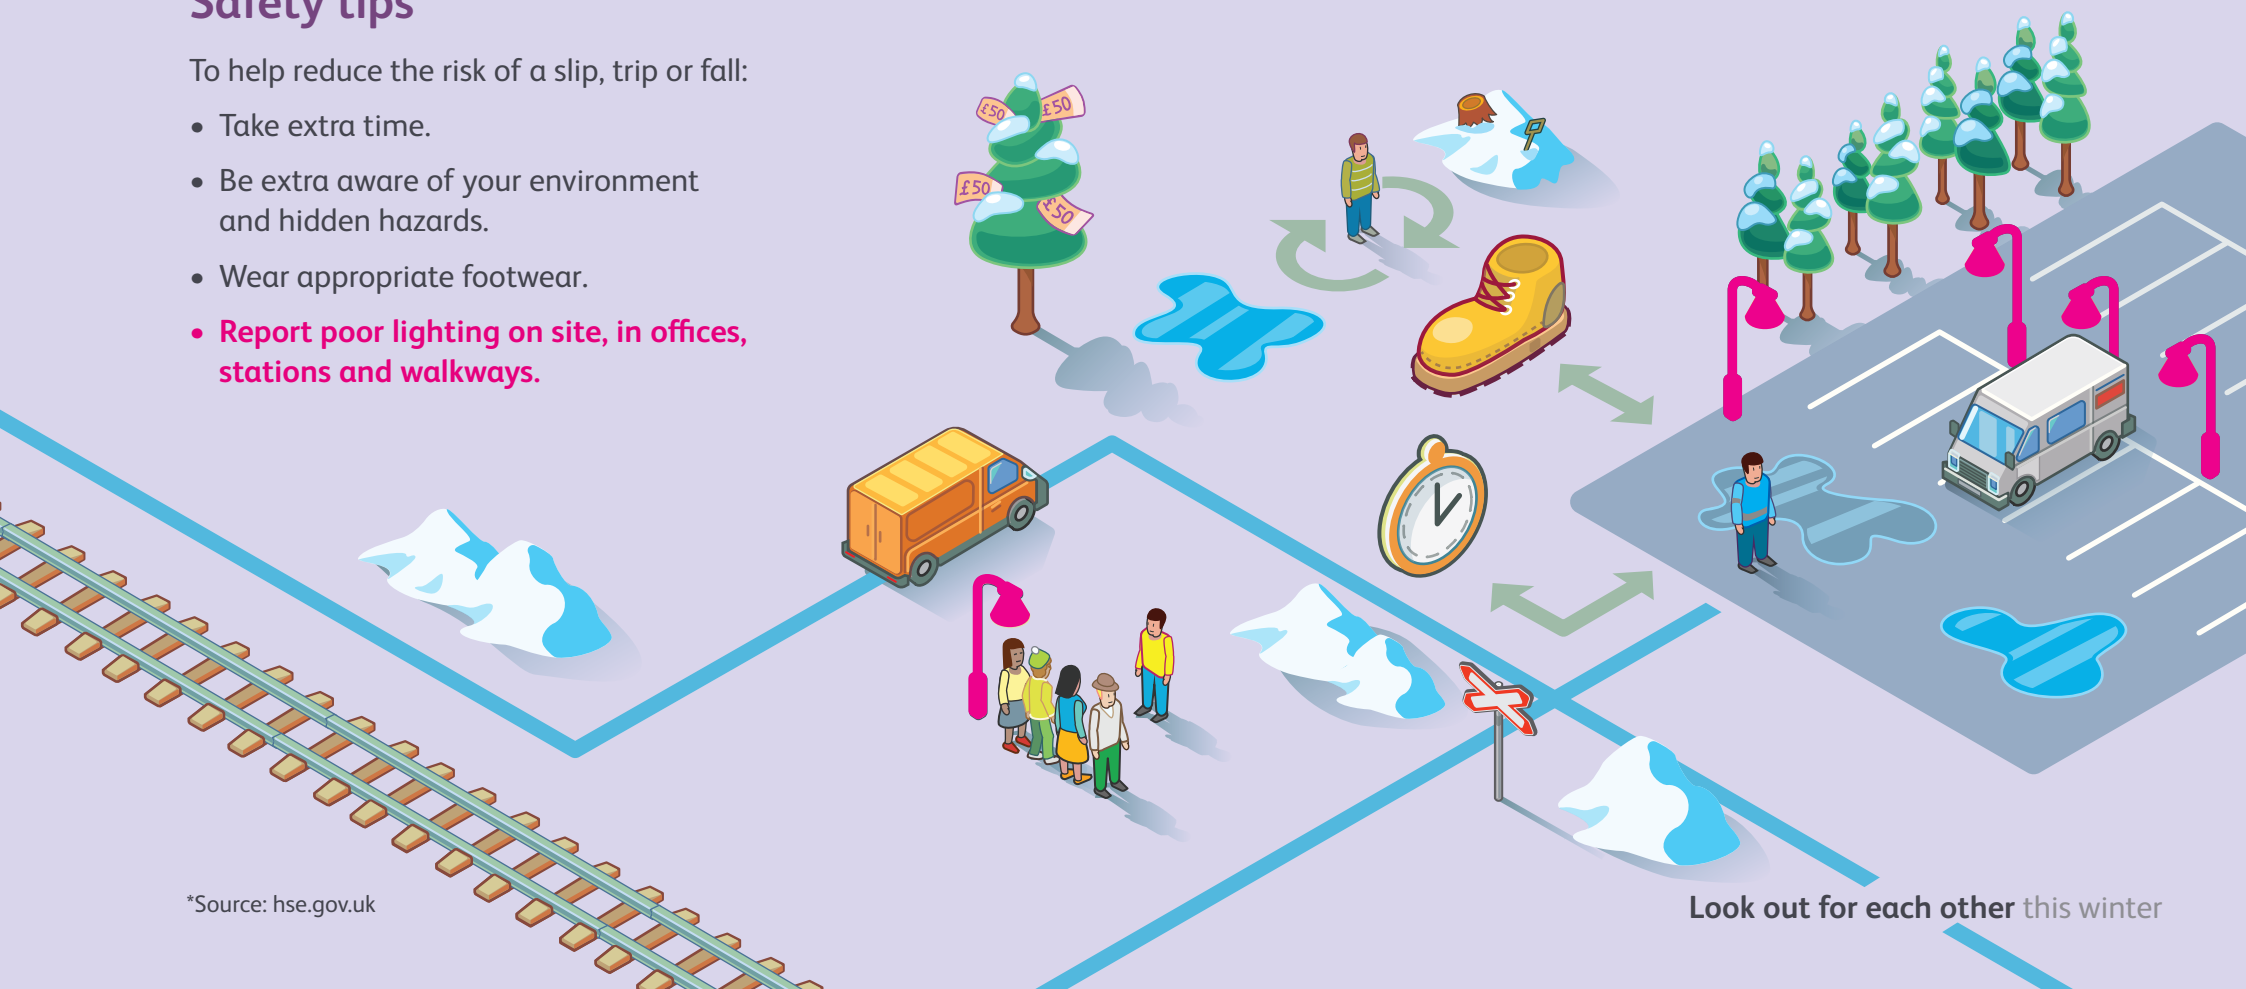 Safety tips
To help reduce the risk of a slip, trip or fall:
• Take extra time.
• Be extra aware of your environment
and hidden hazards.
• Wear appropriate footwear.
• Report poor lighting on site, in offices,
stations and walkways.
£50
£50
£50
£50
*Source: hse.gov.uk
Look out for each other this winter